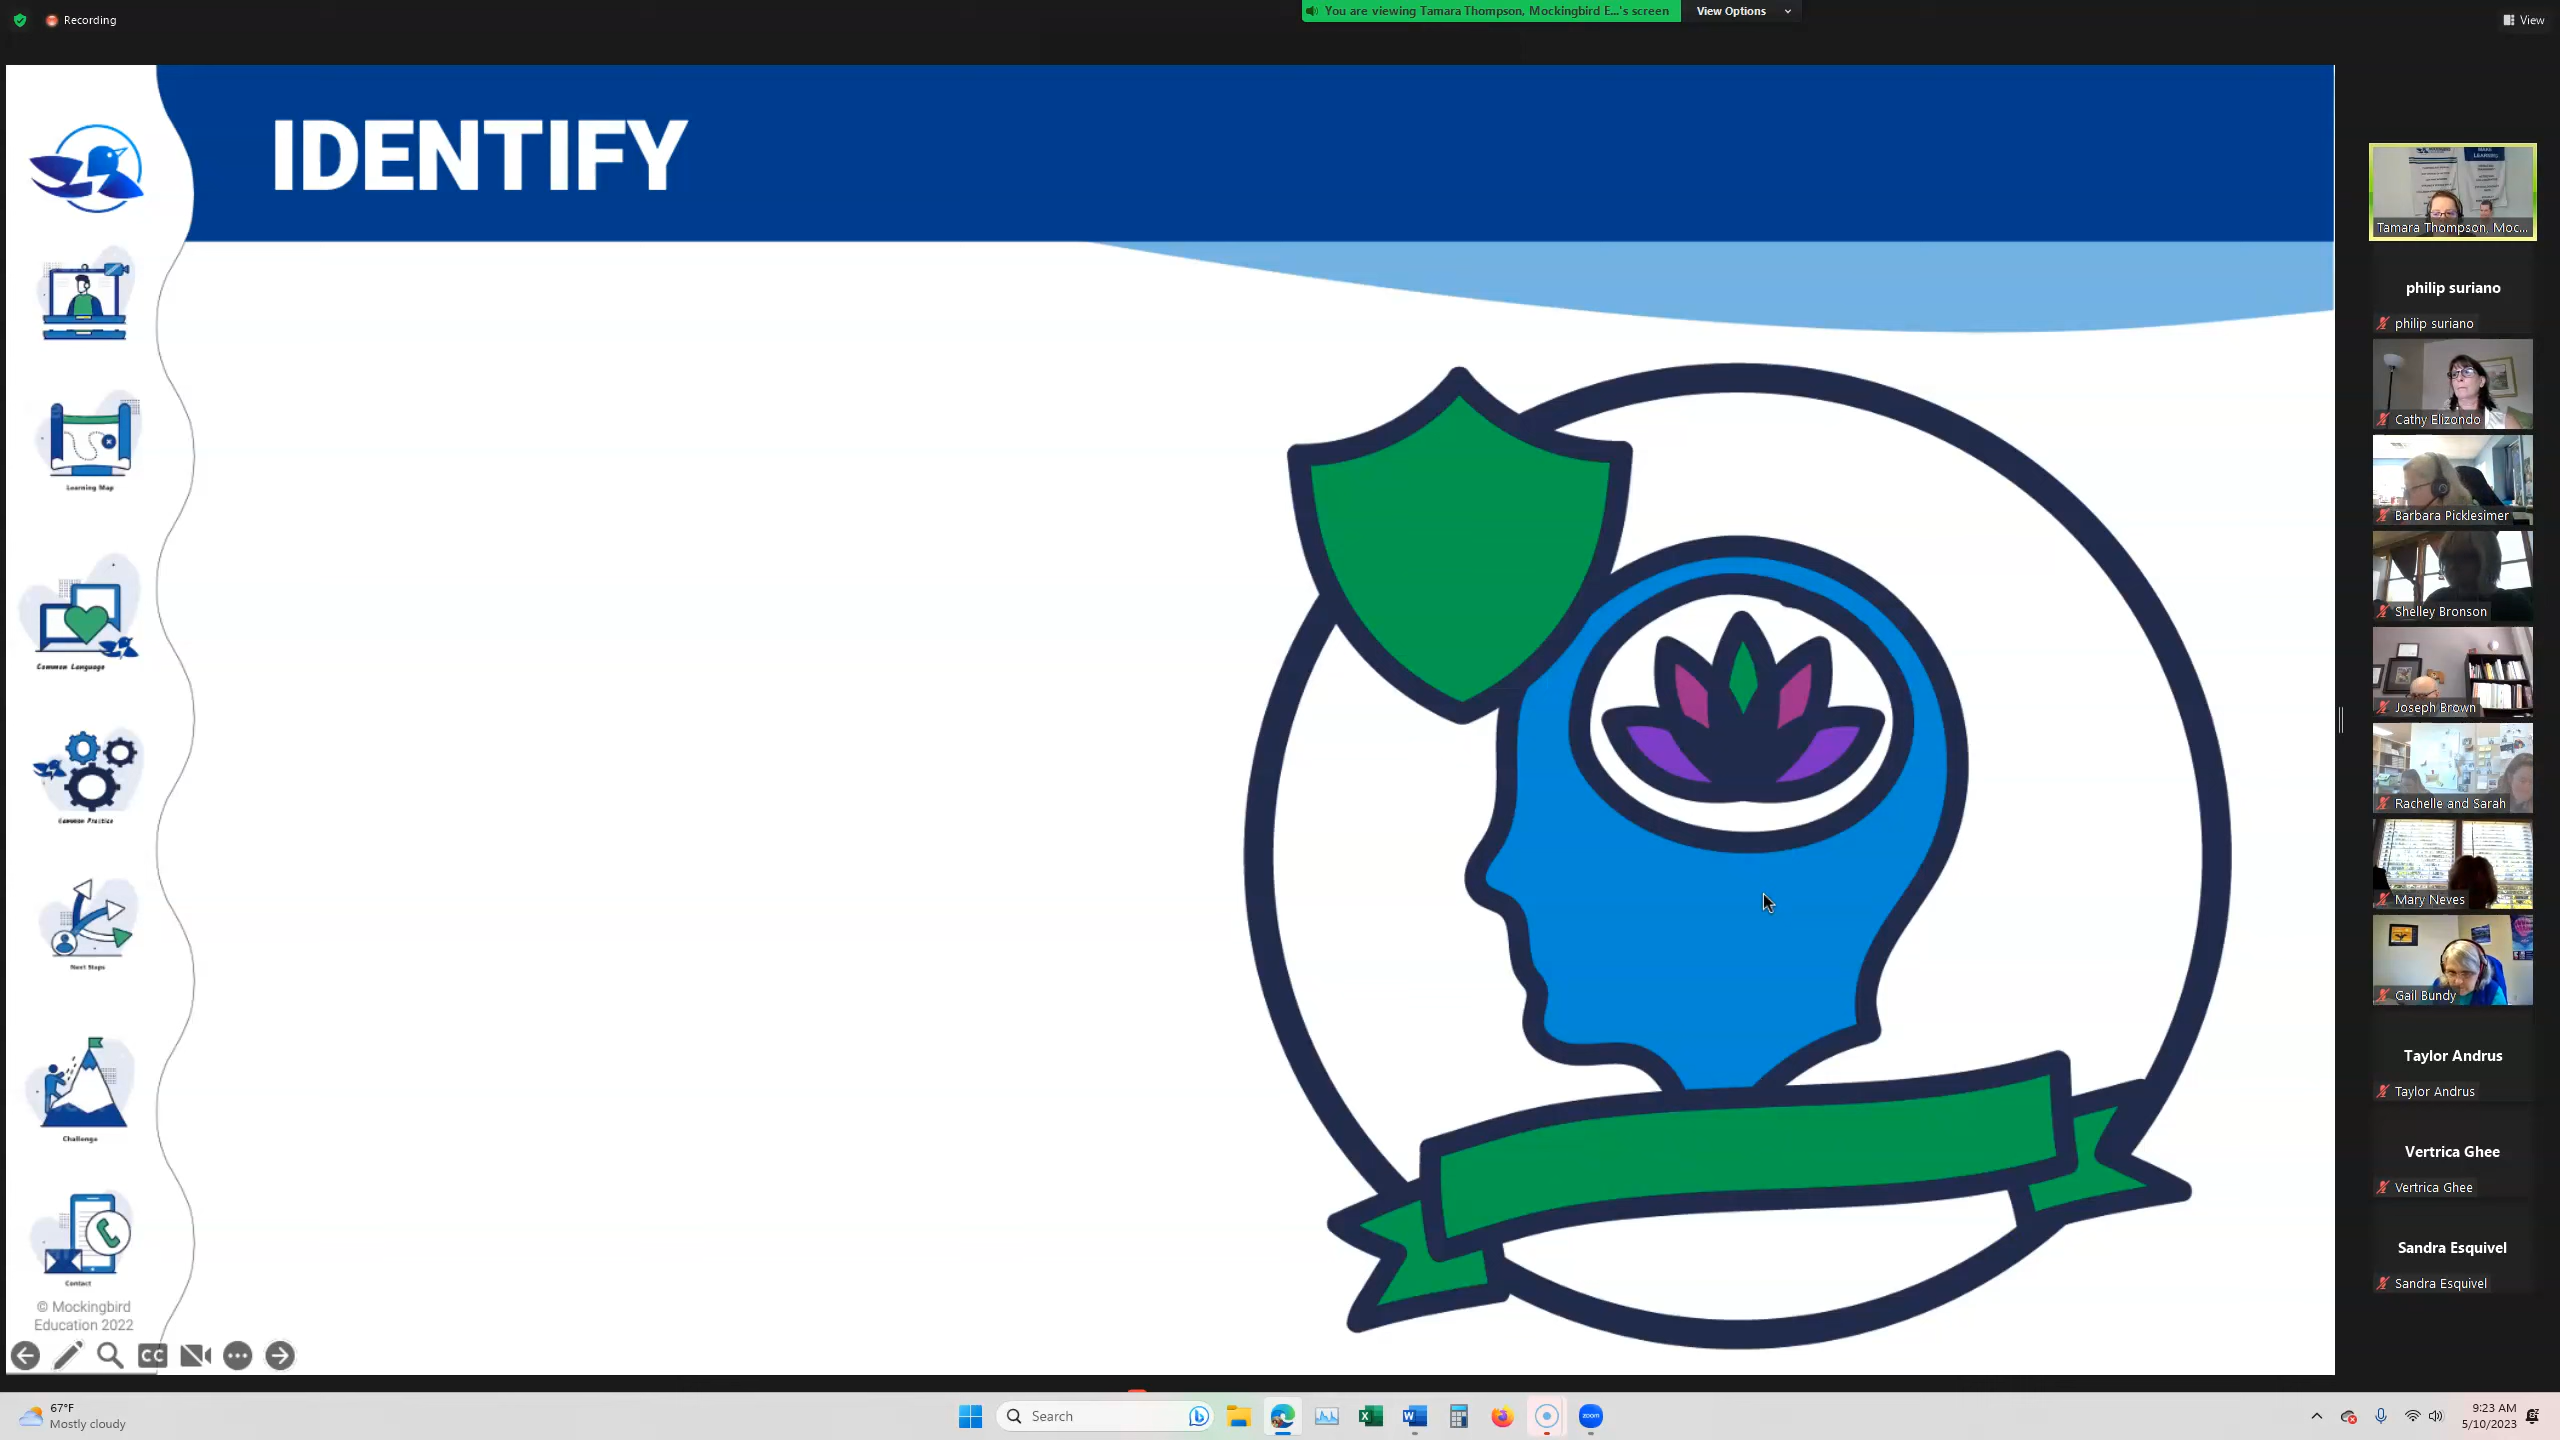 Recording
You are viewing Tamara Thompson, Mockingbird E...'s screen
View Options
View
IDENTIFY
Learning Map
Common Language
Common Practice
Next Steps
Challenge
Contact
© Mockingbird
Education 2022
CC
Tamara Thompson, Moc...
philip suriano
philip suriano
Cathy Elizondo
Barbara Picklesimer
Shelley Bronson
Joseph Brown
Rachelle and Sarah
Mary Neves
Gail Bundy
Taylor Andrus
Taylor Andrus
Vertrica Ghee
Vertrica Ghee
Sandra Esquivel
Sandra Esquivel
67°F
Mostly cloudy
Search
zoom
9:23 AM
5/10/2023